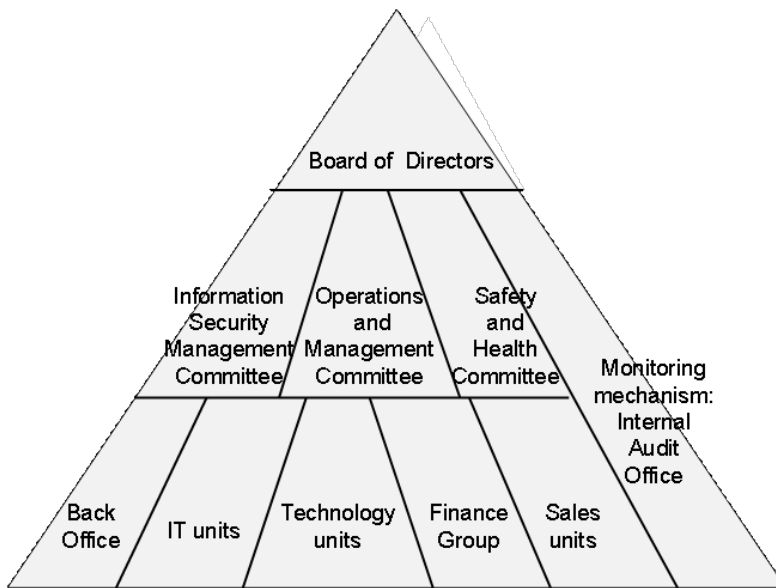 Board of Directors
Information
Security
Management
Committee
Operations
and
Management
Committee
Safety
and
Health
Committee
Monitoring
mechanism:
Internal
Audit
Office
Back
Office
IT units
Technology
units
Finance
Group
Sales
units